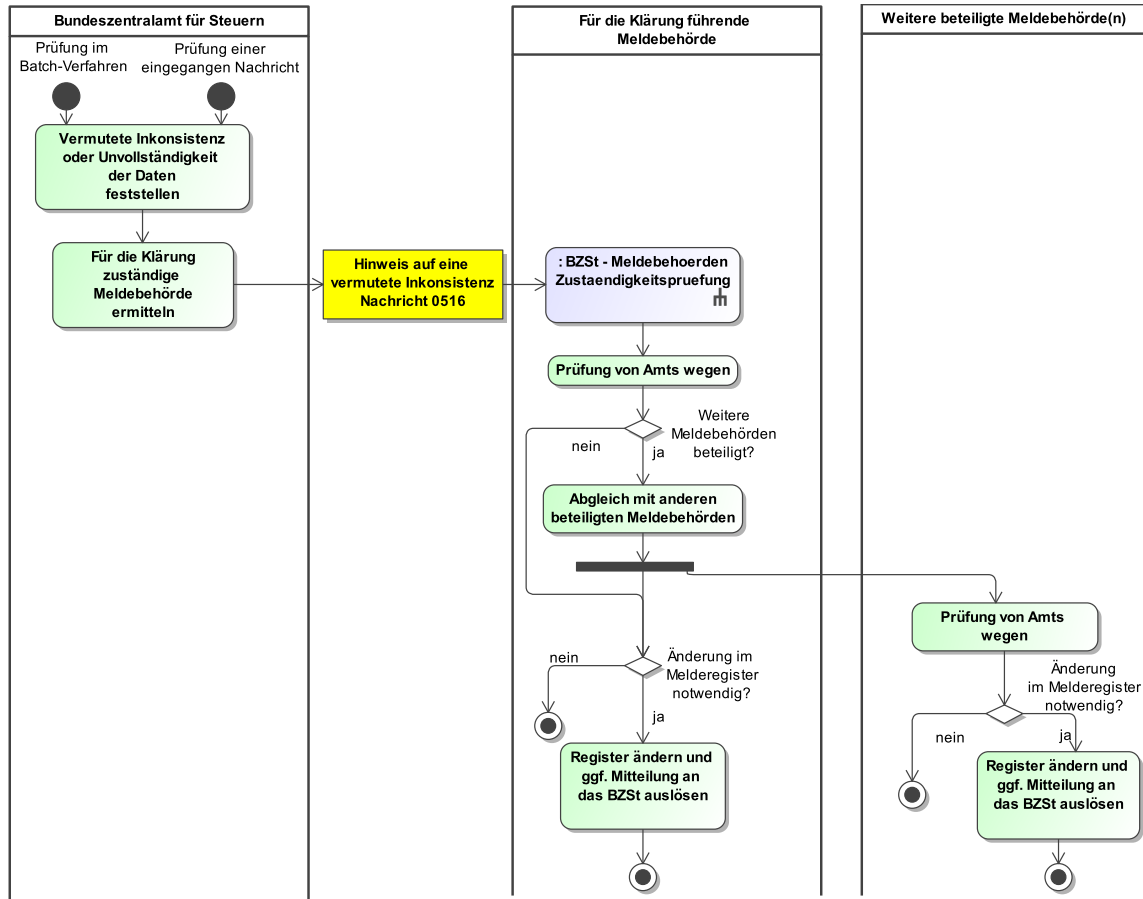 Bundeszentralamt für Steuern
Prüfung im
Batch-Verfahren
Prüfung einer
eingegangen Nachricht
Vermutete Inkonsistenz
oder Unvollständigkeit
der Daten
feststellen
Für die Klärung
zuständige
Meldebehörde
ermitteln
Hinweis auf eine
vermutete Inkonsistenz
Nachricht 0516
Für die Klärung führende
Meldebehörde
: BZSt - Meldebehoerden
Zustaendigkeitspruefung
Prüfung von Amts wegen
Weitere
Meldebehörden
beteiligt?
nein
ja
Abgleich mit anderen
beteiligten Meldebehörden
nein
Änderung im
Melderegister
notwendig?
ja
Register ändern und
ggf. Mitteilung an
das BZSt auslösen
Weitere beteiligte Meldebehörde(n)
Prüfung von Amts
wegen
Änderung
im Melderegister
notwendig?
nein
ja
Register ändern und
ggf. Mitteilung an
das BZSt auslösen